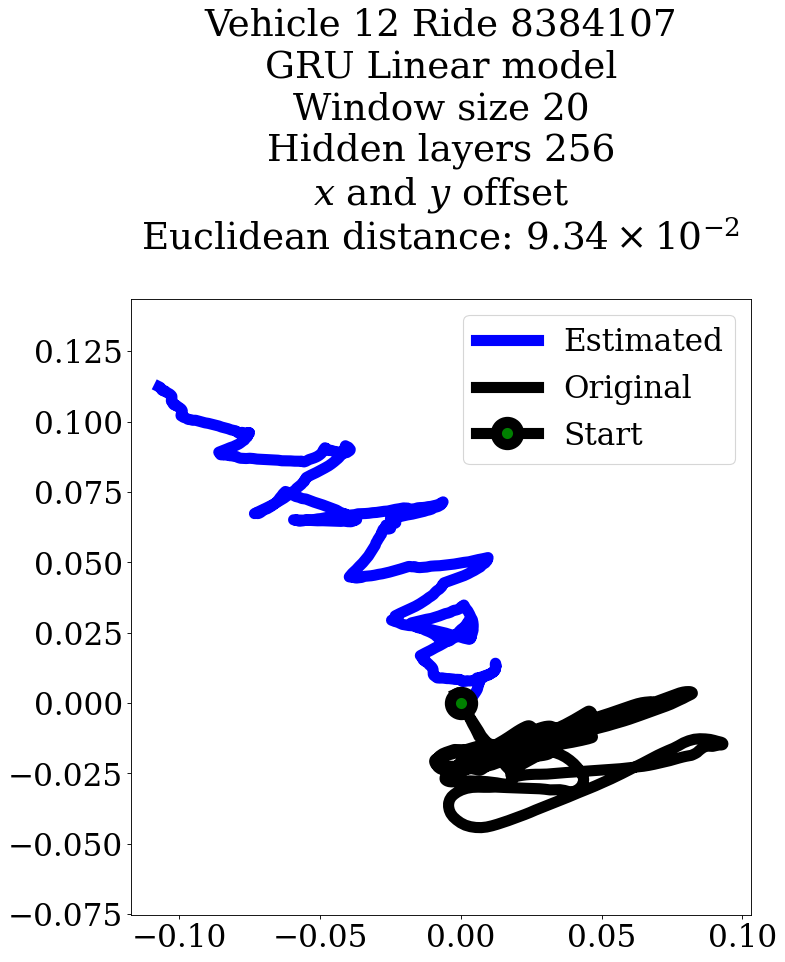 Vehicle 12 Ride 8384107
GRU Linear model
Window size 20
Hidden layers 256
x and y offset
Euclidean distance: 9.34 × 10⁻²
Estimated
Original
Start
0.125
0.100
0.075
0.050
0.025
0.000
−0.025
−0.050
−0.075
−0.10 −0.05 0.00 0.05 0.10